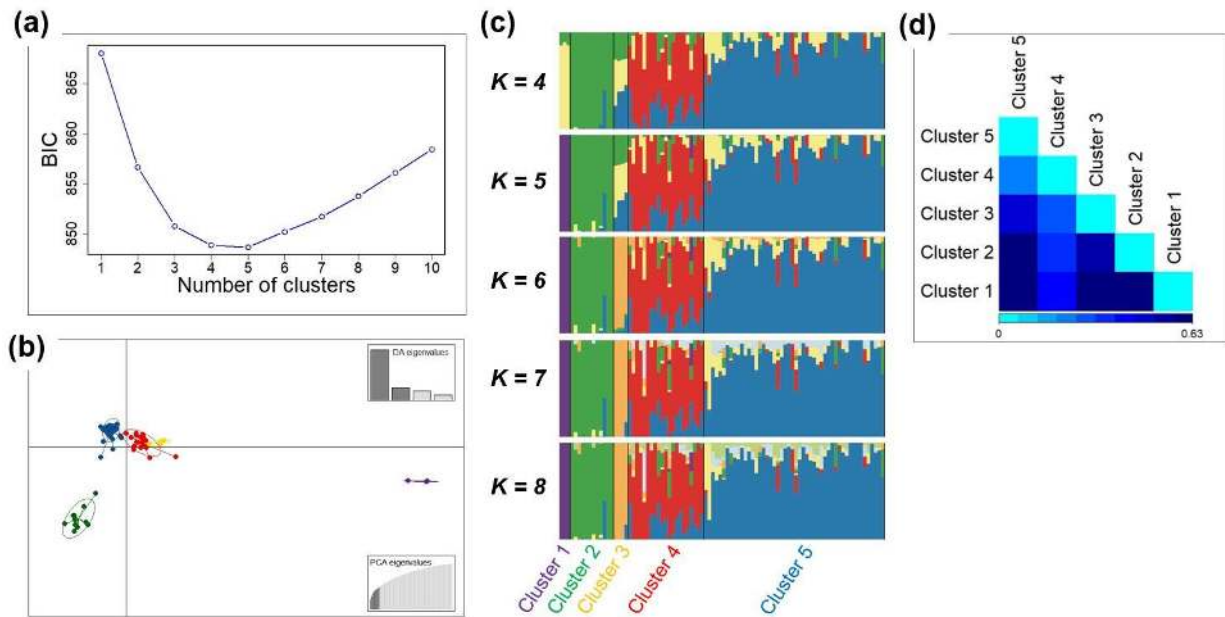 (a)
BIC
865
860
855
850
1 2 3 4 5 6 7 8 9 10
Number of clusters
(b)
DA eigenvalues
PCA eigenvalues
(c)
K = 4
K = 5
K = 6
K = 7
K = 8
Cluster 1
Cluster 2
Cluster 3
Cluster 4
Cluster 5
(d)
Cluster 5
Cluster 4
Cluster 3
Cluster 2
Cluster 1
Cluster 5
Cluster 4
Cluster 3
Cluster 2
Cluster 1
0 0.63